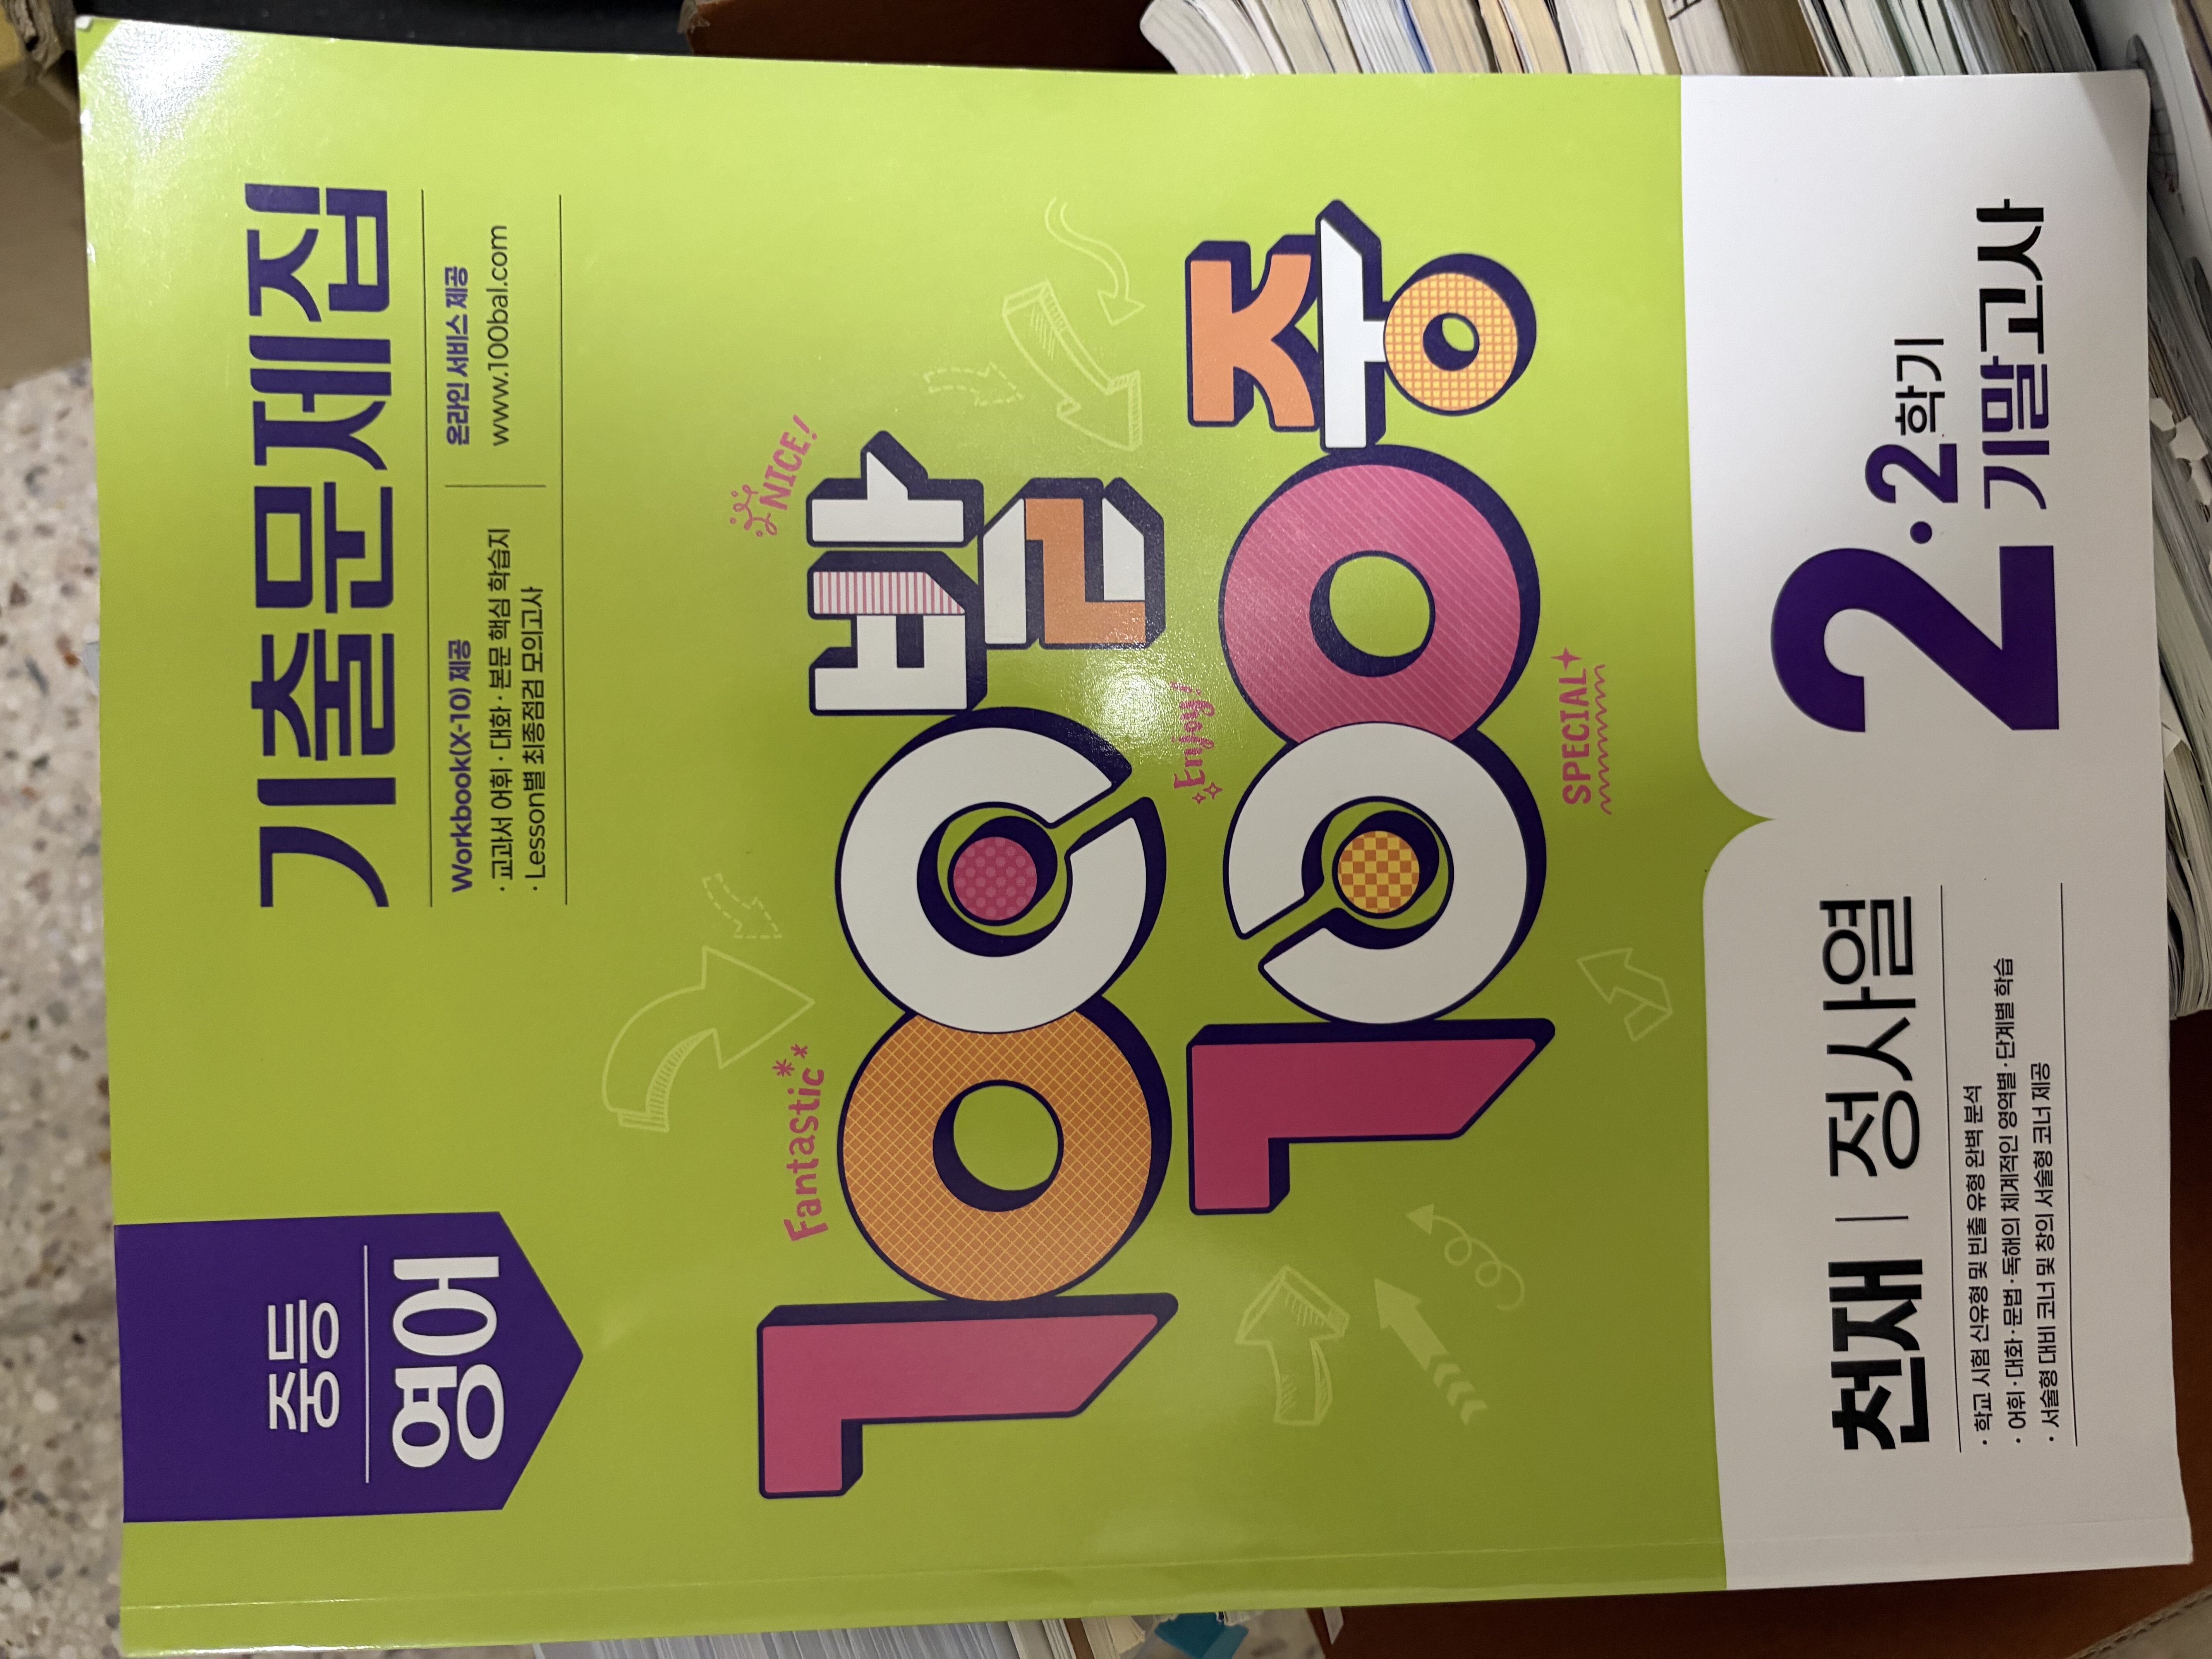 중등
영어
기출문제집
Workbook(X-10) 제공
· 교과서 어휘 · 대화 · 본문 핵심 학습지
· Lesson별 최종점검 모의고사
온라인 서비스 제공
www.100bal.com
Fantastic
NICE!
100발
Enjoy!
100중
SPECIAL
천재 | 정사열
· 학교 시험 신유형 및 빈출 유형 완벽 분석
· 어휘 · 대화 · 문법 · 독해의 체계적인 영역별 · 단계별 학습
· 서술형 대비 코너 및 창의 서술형 코너 제공
2·2학기
기말고사